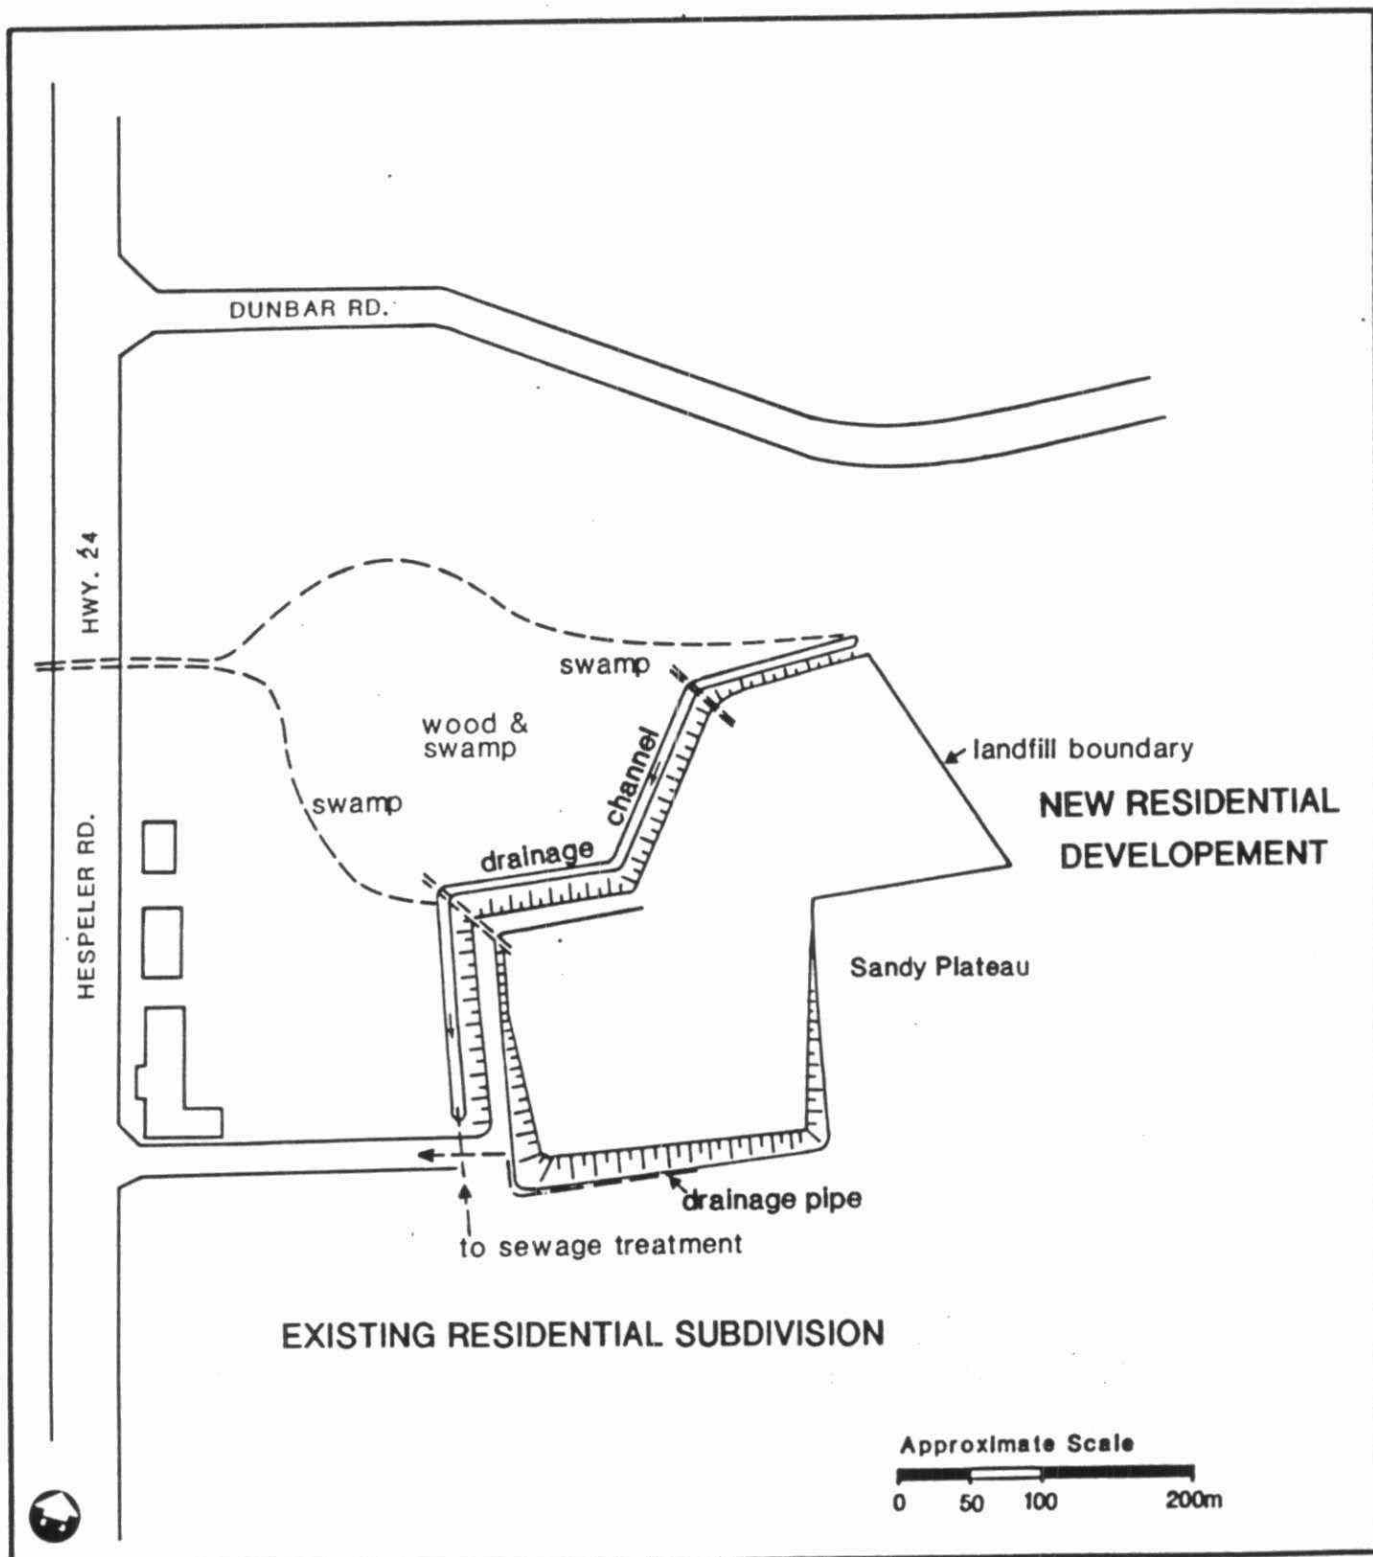 DUNBAR RD.
HWY. 24
swamp
wood &
swamp
channel
landfill boundary
NEW RESIDENTIAL
DEVELOPEMENT
swamp
drainage
HESPELER RD.
Sandy Plateau
drainage pipe
to sewage treatment
EXISTING RESIDENTIAL SUBDIVISION
Approximate Scale
0 50 100 200m